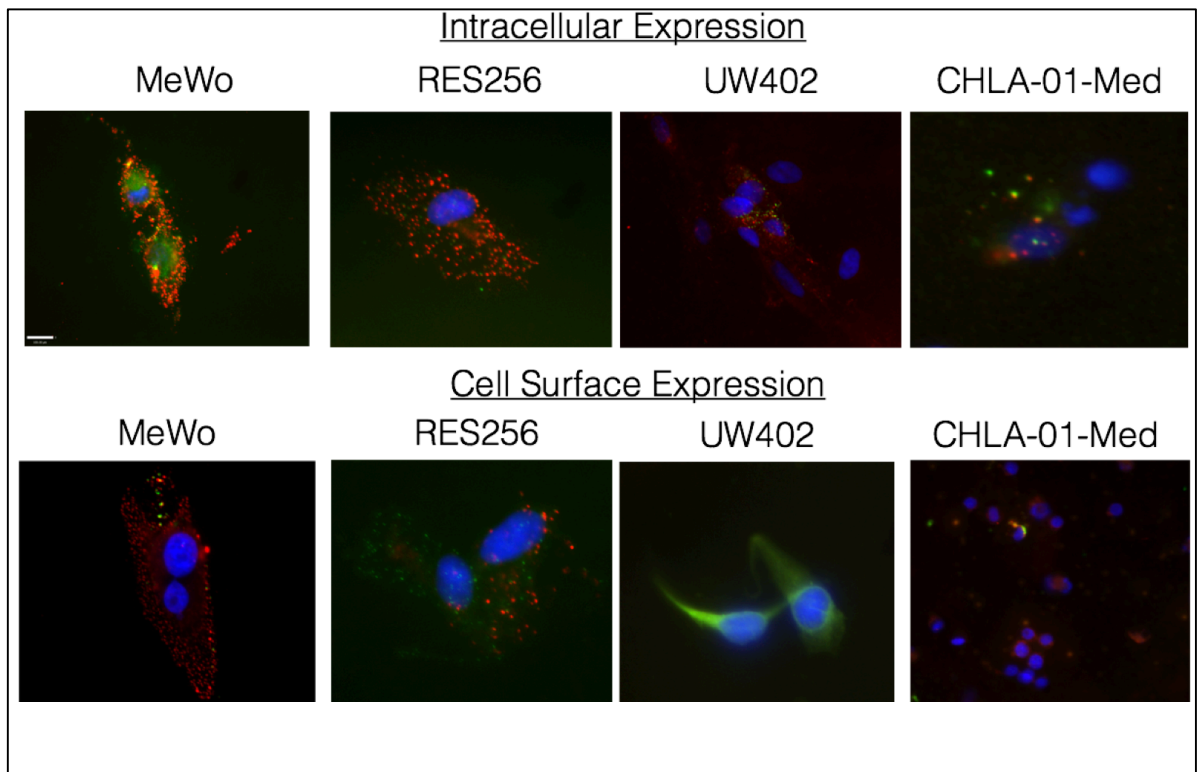 Intracellular Expression
MeWo RES256 UW402 CHLA-01-Med
Cell Surface Expression
MeWo RES256 UW402 CHLA-01-Med